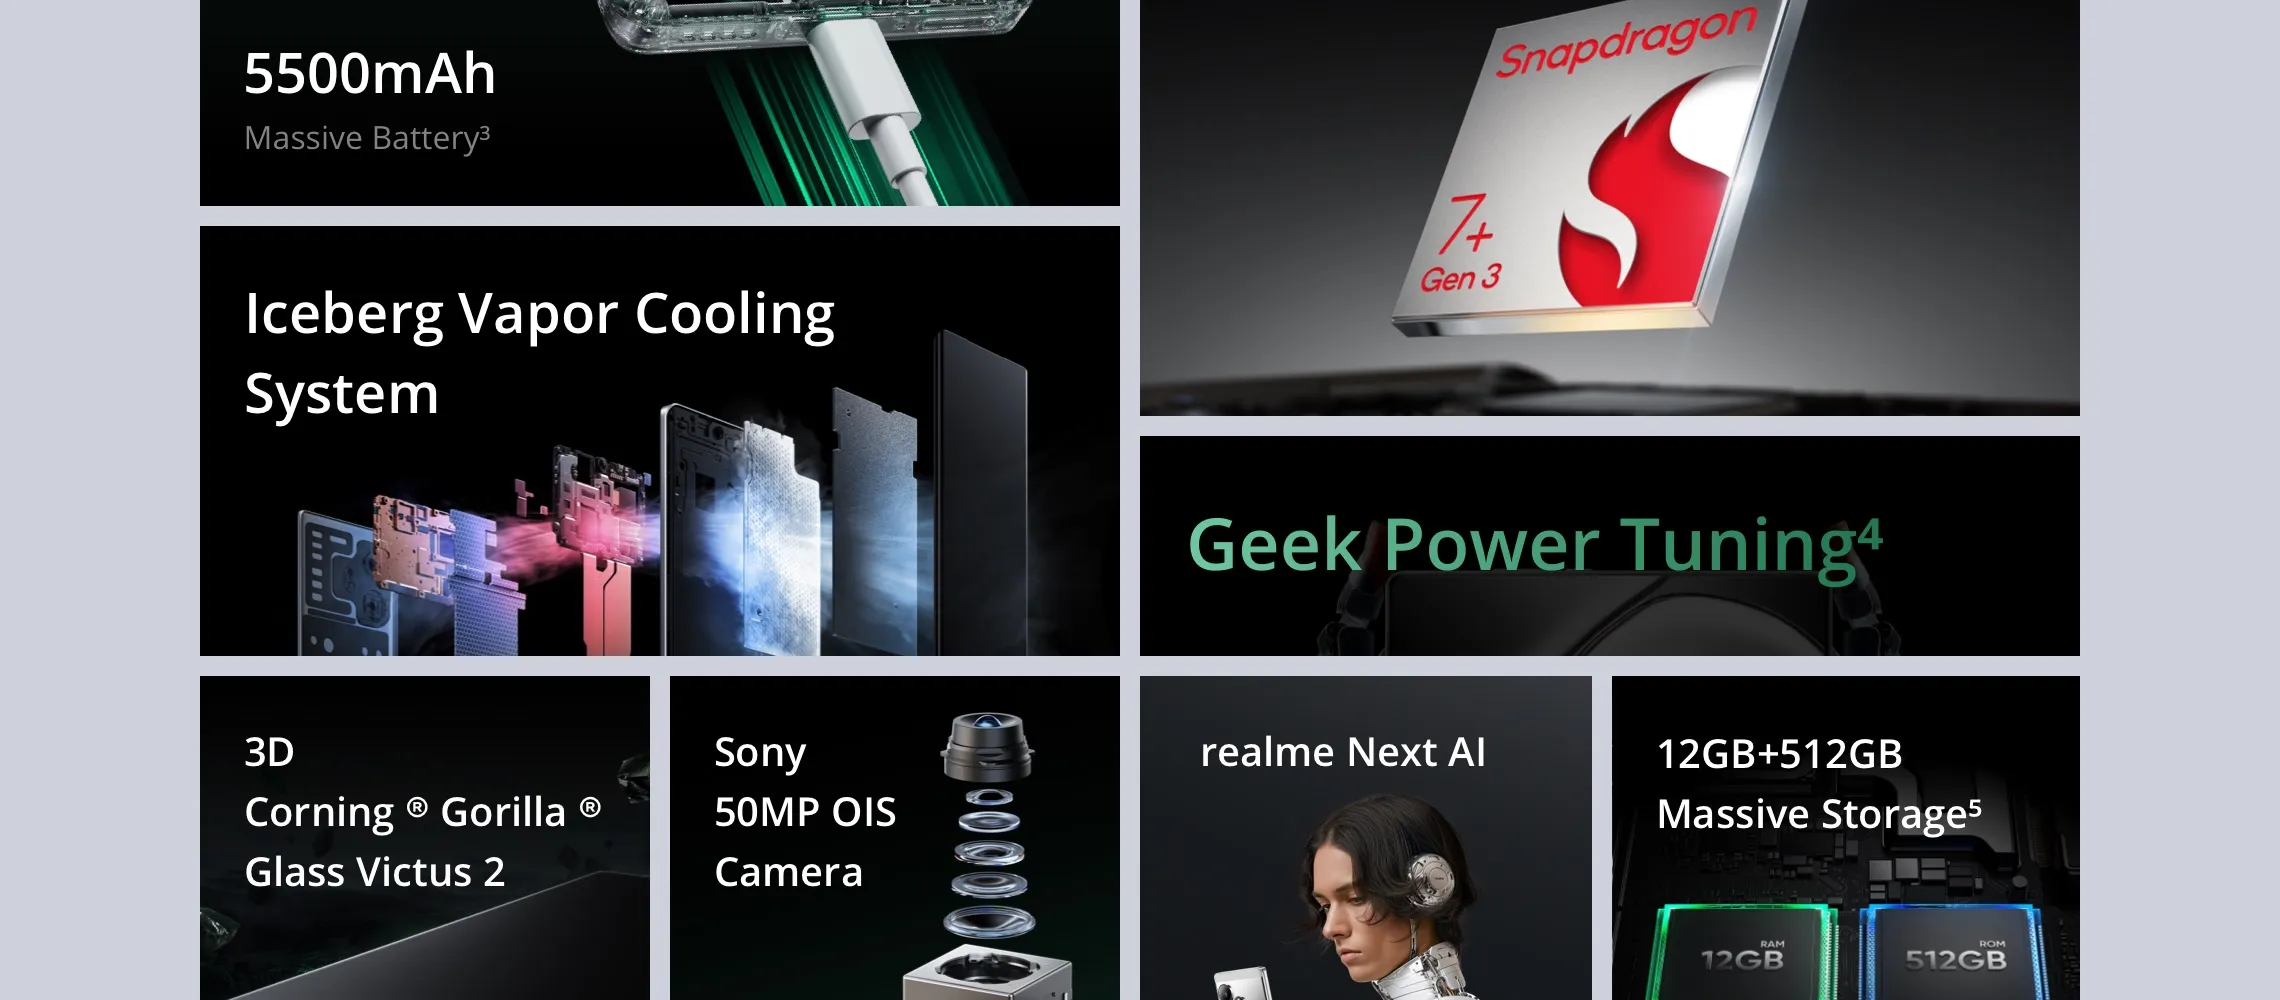 5500mAh
Massive Battery³
Snapdragon
7+
Gen 3
Iceberg Vapor Cooling
System
Geek Power Tuning⁴
3D
Corning ® Gorilla ®
Glass Victus 2
Sony
50MP OIS
Camera
realme Next AI
12GB+512GB
Massive Storage⁵
RAM
12GB
ROM
512GB